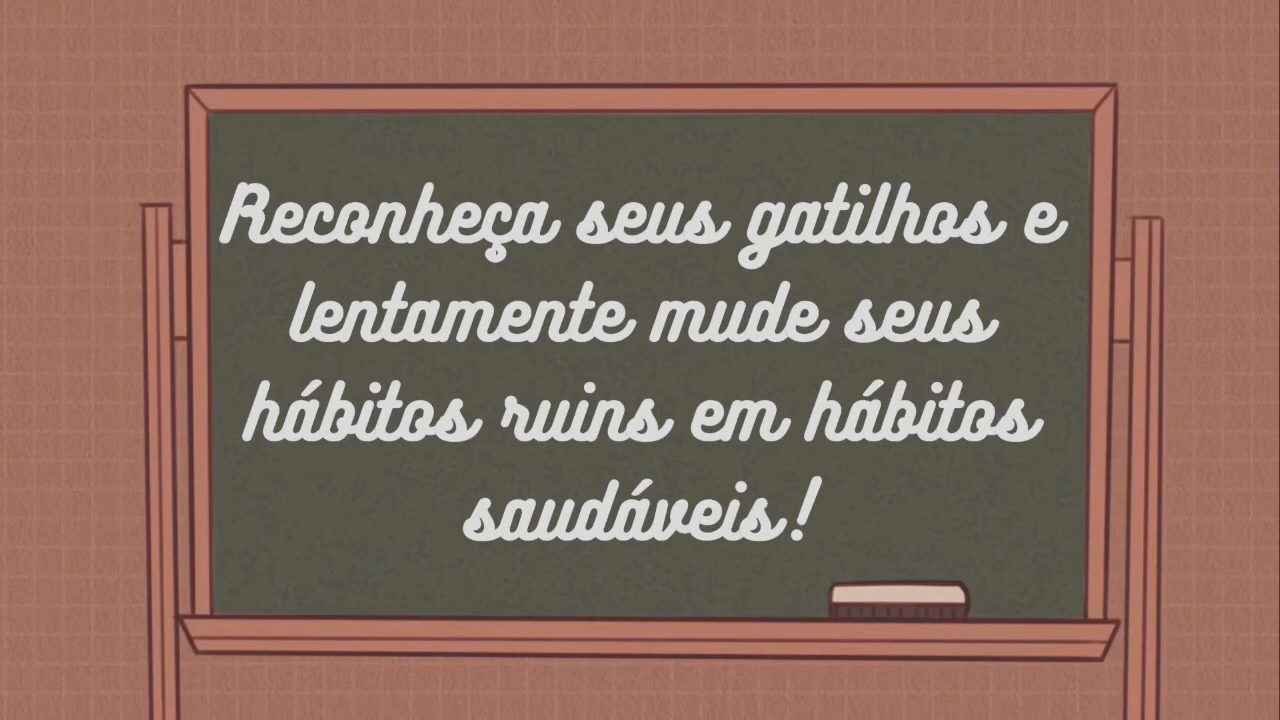 Reconheça seus gatilhos e
lentamente mude seus
hábitos ruins em hábitos
saudáveis!